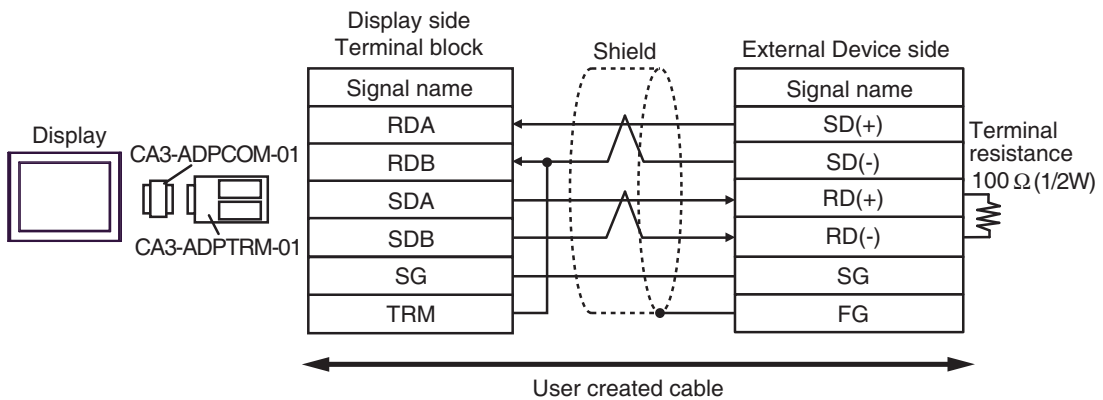 Display side
Terminal block
Shield
External Device side
Signal name
Signal name
RDA
SD(+)
Display
CA3-ADPCOM-01
RDB
SD(-)
Terminal
resistance
100 Ω (1/2W)
SDA
RD(+)
CA3-ADPTRM-01
SDB
RD(-)
SG
SG
TRM
FG
User created cable